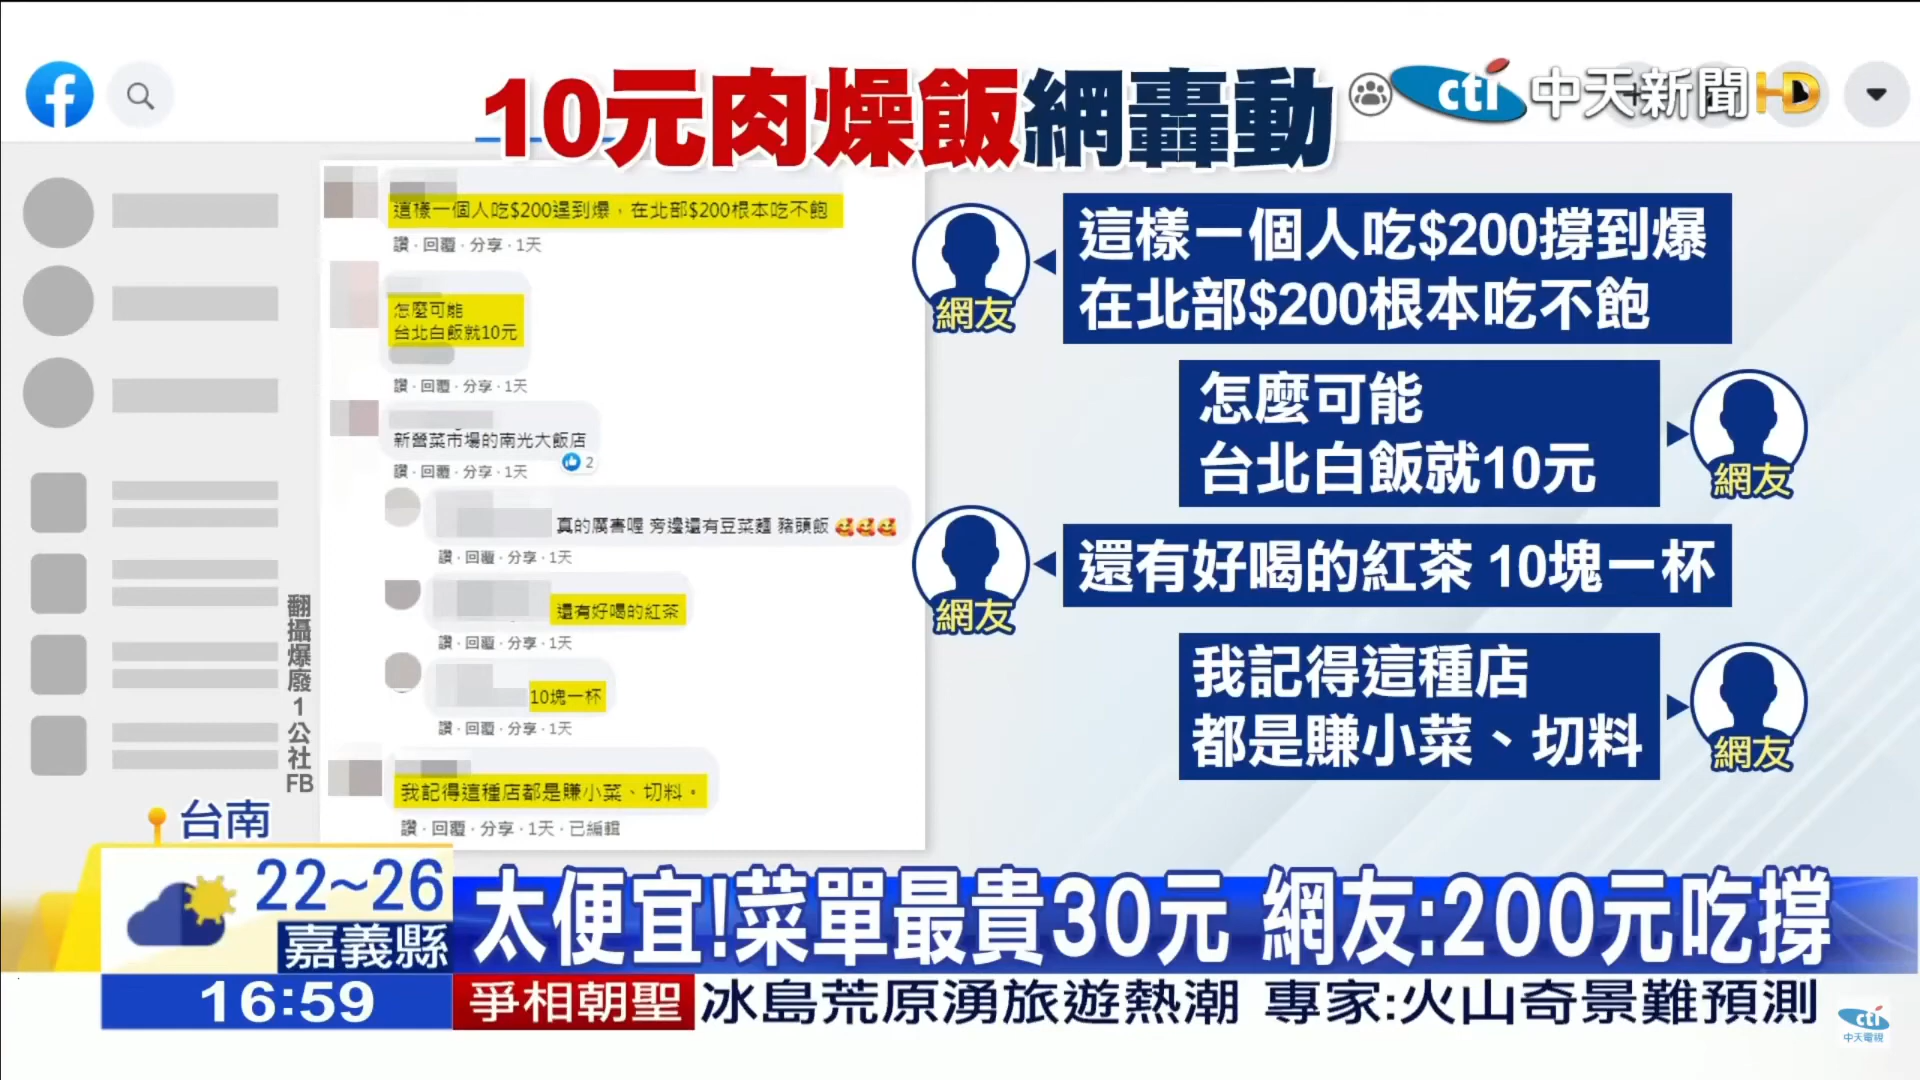 10元肉燥飯網轟動
cti 中天新聞HD
這樣一個人吃$200逞到爆，在北部$200根本吃不飽
讚·回覆·分享·1天
怎麼可能
台北白飯就10元
讚·回覆·分享·1天
新營菜市場的南光大飯店
2
讚·回覆·分享·1天
真的厲害喔 旁邊還有豆菜麵 豬頭飯 🥰🥰🥰
讚·回覆·分享·1天
還有好喝的紅茶
讚·回覆·分享·1天
10塊一杯
讚·回覆·分享·1天
我記得這種店都是賺小菜、切料。
讚·回覆·分享·1天·已編輯
翻攝爆廢1公社FB
這樣一個人吃$200撐到爆
在北部$200根本吃不飽
網友
怎麼可能
台北白飯就10元
網友
還有好喝的紅茶 10塊一杯
網友
我記得這種店
都是賺小菜、切料
網友
台南
22~26
嘉義縣
16:59
太便宜!菜單最貴30元 網友:200元吃撐
爭相朝聖
冰島荒原湧旅遊熱潮 專家:火山奇景難預測
cti
中天電視